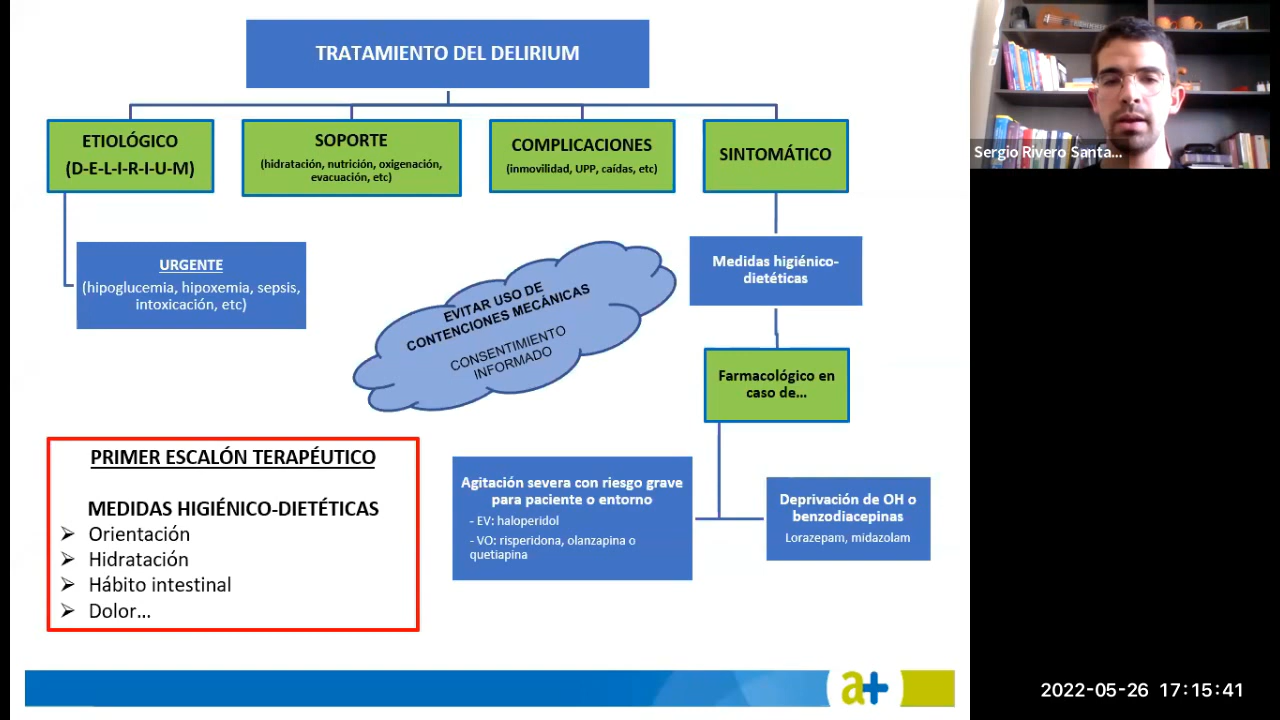 TRATAMIENTO DEL DELIRIUM
ETIOLÓGICO
(D-E-L-I-R-I-U-M)
SOPORTE
(hidratación, nutrición, oxigenación,
evacuación, etc)
COMPLICACIONES
(inmovilidad, UPP, caídas, etc)
SINTOMÁTICO
URGENTE
(hipoglucemia, hipoxemia, sepsis,
intoxicación, etc)
EVITAR USO DE
CONTENCIONES MECÁNICAS
CONSENTIMIENTO
INFORMADO
Medidas higiénico-
dietéticas
Farmacológico en
caso de...
PRIMER ESCALÓN TERAPÉUTICO
MEDIDAS HIGIÉNICO-DIETÉTICAS
Orientación
Hidratación
Hábito intestinal
Dolor...
Agitación severa con riesgo grave
para paciente o entorno
- EV: haloperidol
- VO: risperidona, olanzapina o
quetiapina
Deprivación de OH o
benzodiacepinas
Lorazepam, midazolam
a+
Sergio Rivero Santa...
2022-05-26 17:15:41